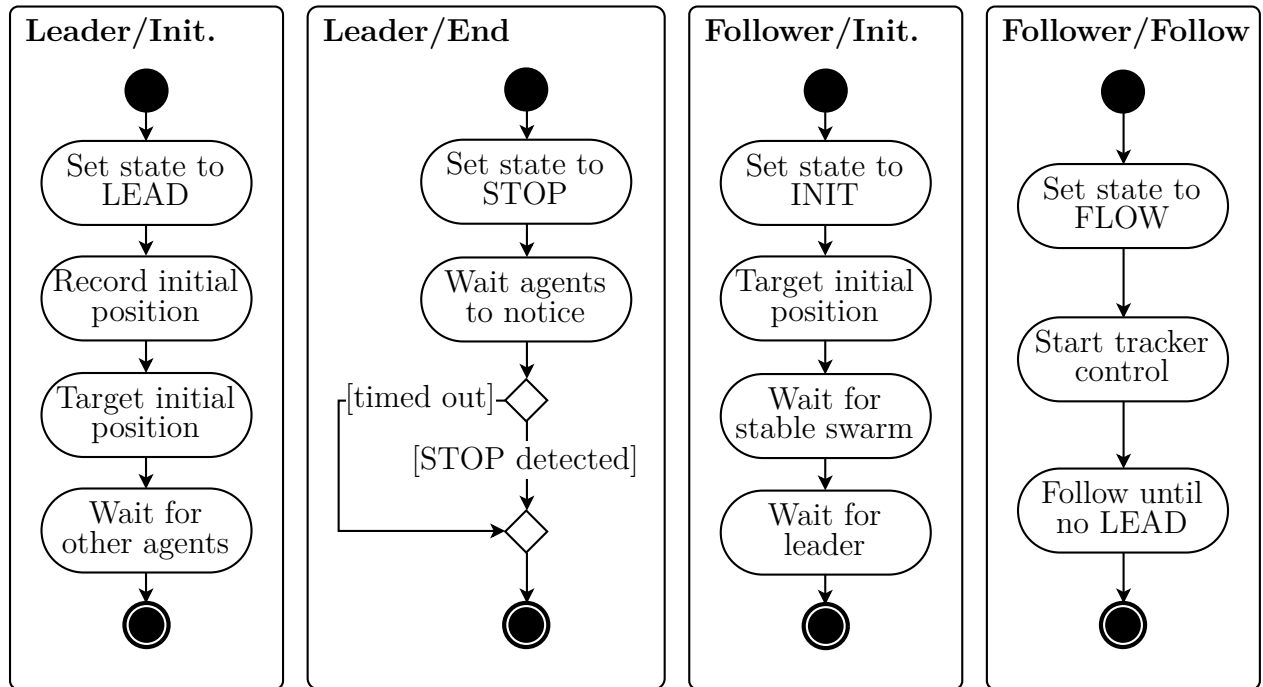 Leader/Init.
Set state to
LEAD
Record initial
position
Target initial
position
Wait for
other agents
Leader/End
Set state to
STOP
Wait agents
to notice
[timed out]
[STOP detected]
Follower/Init.
Set state to
INIT
Target initial
position
Wait for
stable swarm
Wait for
leader
Follower/Follow
Set state to
FLOW
Start tracker
control
Follow until
no LEAD